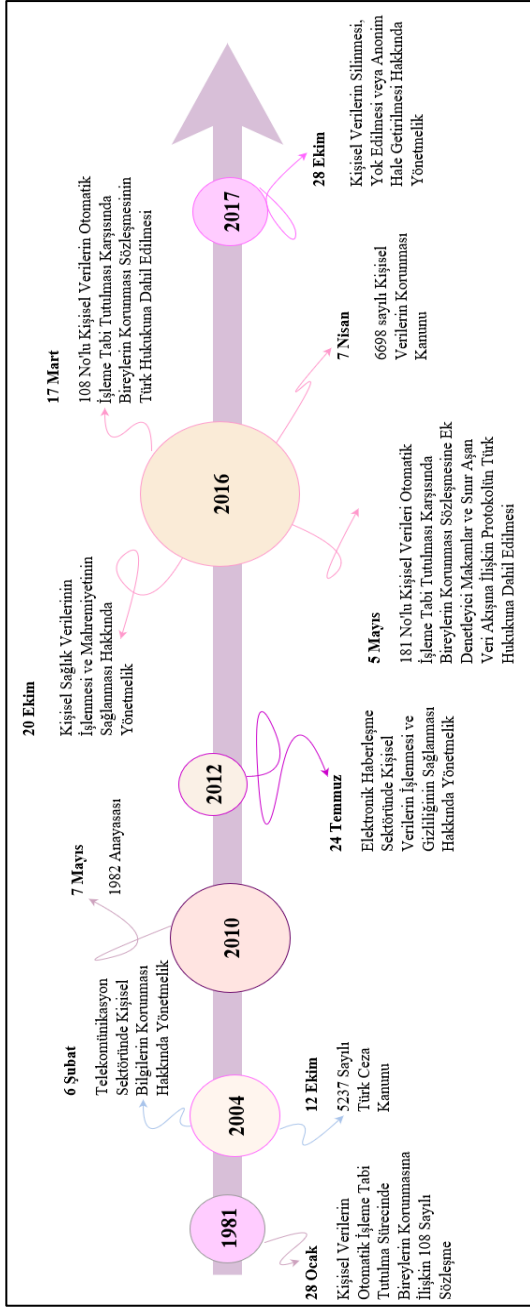 1981
28 Ocak
Kişisel Verilerin
Otomatik İşleme Tabi
Tutulma Sürecinde
Bireylerin Korunmasına
İlişkin 108 Sayılı
Sözleşme
2004
6 Şubat
Telekomünikasyon
Sektöründe Kişisel
Bilgilerin Korunması
Hakkında Yönetmelik
12 Ekim
5237 Sayılı
Türk Ceza
Kanunu
2010
7 Mayıs
1982 Anayasası
2012
24 Temmuz
Elektronik Haberleşme
Sektöründe Kişisel
Verilerin İşlenmesi ve
Gizliliğinin Sağlanması
Hakkında Yönetmelik
2016
20 Ekim
Kişisel Sağlık Verilerinin
İşlenmesi ve Mahremiyetinin
Sağlanması Hakkında
Yönetmelik
17 Mart
108 No'lu Kişisel Verilerin Otomatik
İşleme Tabi Tutulması Karşısında
Bireylerin Korunması Sözleşmesinin
Türk Hukukuna Dahil Edilmesi
5 Mayıs
181 No'lu Kişisel Verileri Otomatik
İşleme Tabi Tutulması Karşısında
Bireylerin Korunması Sözleşmesine Ek
Denetleyici Makamlar ve Sınır Aşan
Veri Akışına İlişkin Protokolün Türk
Hukukuna Dahil Edilmesi
7 Nisan
6698 sayılı Kişisel
Verilerin Korunması
Kanunu
2017
28 Ekim
Kişisel Verilerin Silinmesi,
Yok Edilmesi veya Anonim
Hale Getirilmesi Hakkında
Yönetmelik